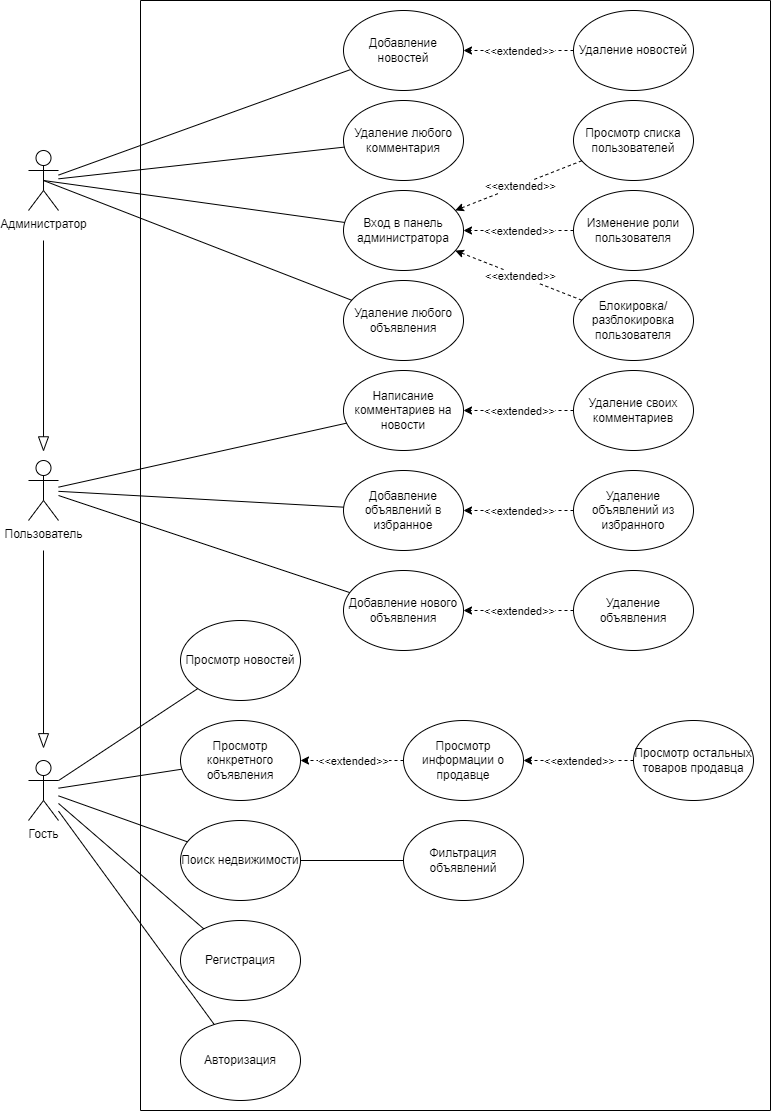 Добавление
новостей
<<extended>>
Удаление новостей
Удаление любого
комментария
Просмотр списка
пользователей
<<extended>>
Администратор
Вход в панель
администратора
<<extended>>
Изменение роли
пользователя
<<extended>>
Удаление любого
объявления
Блокировка/
разблокировка
пользователя
Написание
комментариев на
новости
<<extended>>
Удаление своих
комментариев
Пользователь
Добавление
объявлений в
избранное
<<extended>>
Удаление
объявлений из
избранного
Добавление нового
объявления
<<extended>>
Удаление
объявления
Просмотр новостей
Просмотр
конкретного
объявления
<<extended>>
Просмотр
информации о
продавце
<<extended>>
Просмотр остальных
товаров продавца
Гость
Поиск недвижимости
Фильтрация
объявлений
Регистрация
Авторизация